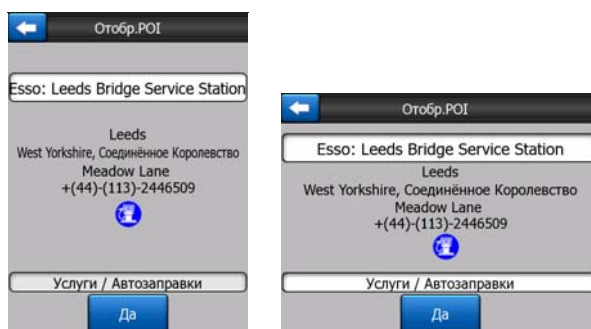 Отобр.POI
Esso: Leeds Bridge Service Station
Leeds
West Yorkshire, Соединённое Королевство
Meadow Lane
+(44)-(113)-2446509
Услуги / Автозаправки
Да
Отобр.POI
Esso: Leeds Bridge Service Station
Leeds
West Yorkshire, Соединённое Королевство
Meadow Lane
+(44)-(113)-2446509
Услуги / Автозаправки
Да